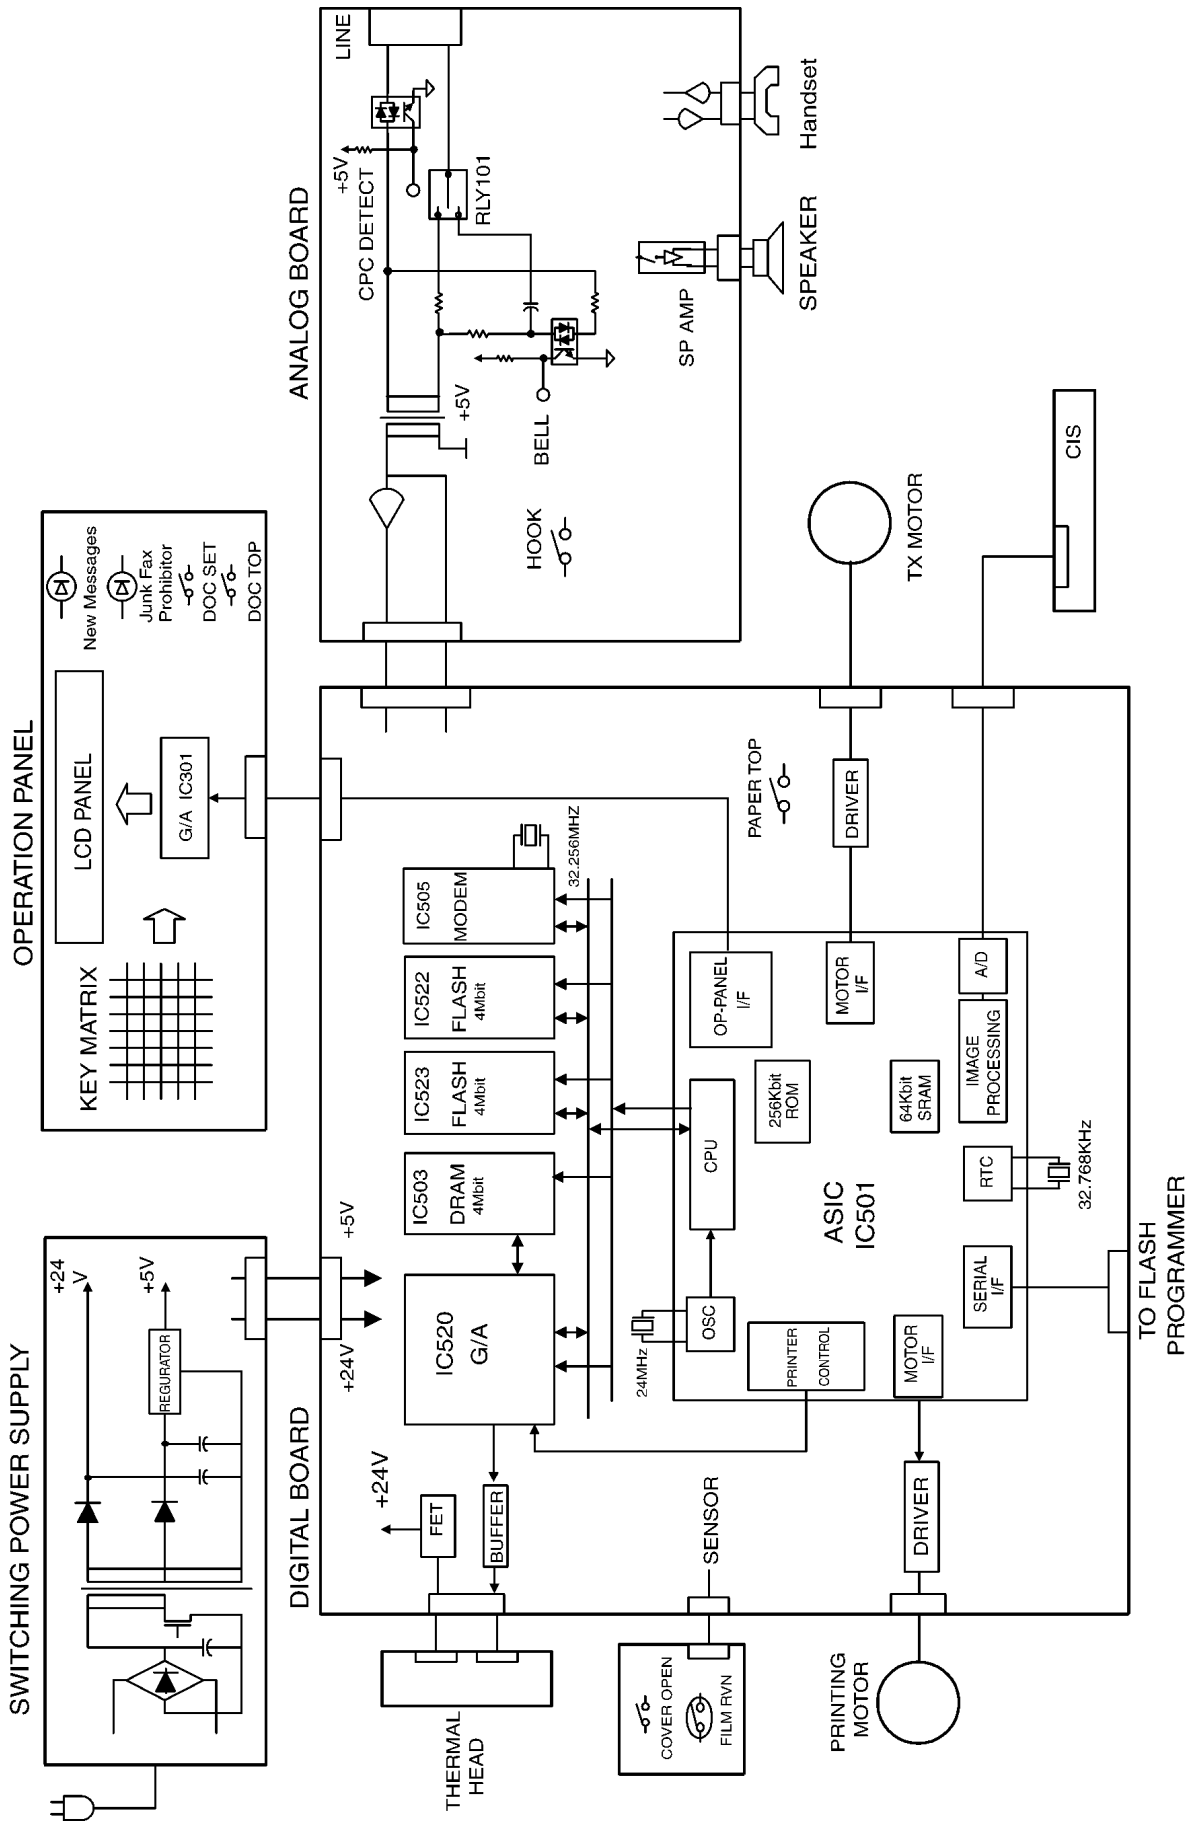 SWITCHING POWER SUPPLY
+24
V
+5V
REGURATOR
OPERATION PANEL
KEY MATRIX
LCD PANEL
G/A IC301
New Messages
Junk Fax
Prohibitor
DOC SET
DOC TOP
ANALOG BOARD
LINE
+5V
CPC DETECT
RLY101
+5V
BELL
HOOK
SP AMP
SPEAKER
Handset
DIGITAL BOARD
+24V
+5V
+24V
FET
BUFFER
THERMAL
HEAD
IC520
G/A
IC503
DRAM
4Mbit
IC523
FLASH
4Mbit
IC522
FLASH
4Mbit
IC505
MODEM
32.256MHZ
24MHz
OSC
CPU
OP-PANEL
I/F
PRINTER
CONTROL
256Kbit
ROM
ASIC
IC501
MOTOR
I/F
64Kbit
SRAM
MOTOR
I/F
SERIAL
I/F
RTC
32.768KHz
IMAGE
PROCESSING
A/D
PAPER TOP
DRIVER
TX MOTOR
CIS
SENSOR
COVER OPEN
FILM RVN
DRIVER
PRINTING
MOTOR
TO FLASH
PROGRAMMER